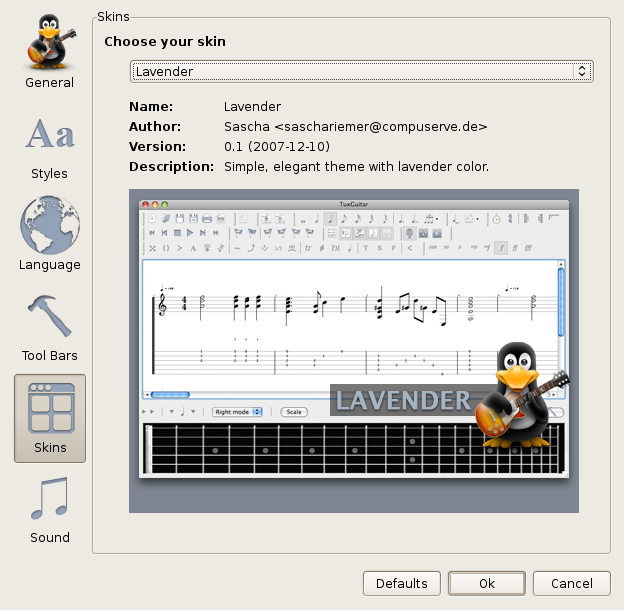 Skins
General
Styles
Language
Tool Bars
Skins
Sound
Choose your skin
Lavender
Name: Lavender
Author: Sascha <saschariemer@compuserve.de>
Version: 0.1 (2007-12-10)
Description: Simple, elegant theme with lavender color.
TuxGuitar
Right mode
Scale
LAVENDER
Defaults
Ok
Cancel